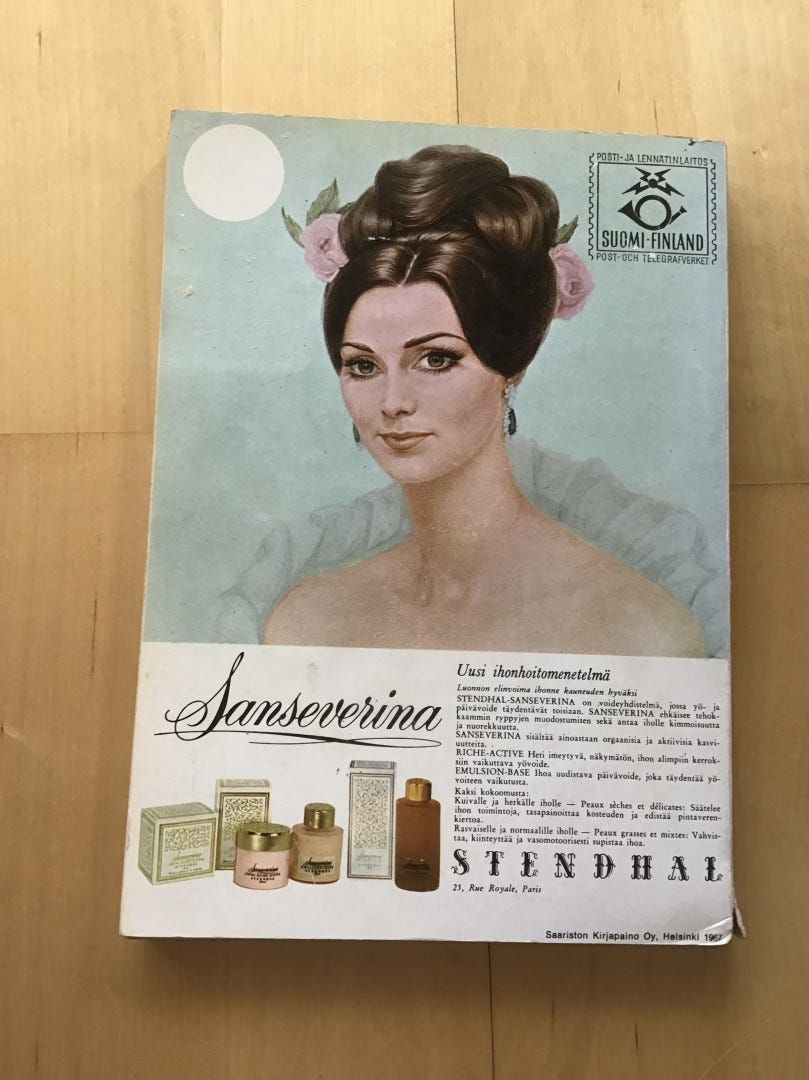 POSTI- JA LENNÄTINLAITOS
SUOMI-FINLAND
POST- OCH TELEGRAFVERKET
Sanseverina
Uusi ihonhoitomenetelmä
Luonnon elinvoima ihonne kauneuden hyväksi
STENDHAL-SANSEVERINA on voideyhdistelmä, jossa yö- ja
päivävoide täydentävät toisiaan. SANSEVERINA ehkäisee tehok-
kaammin ryppyjen muodostumisen sekä antaa iholle kimmoisuutta
ja nuorekkuutta.
SANSEVERINA sisältää ainoastaan orgaanisia ja aktiivisia kasvi-
uutteita.
RICHE-ACTIVE Heti imeytyvä, näkymätön, ihon alimpiin kerrok-
siin vaikuttava yövoide.
EMULSION-BASE Ihoa uudistava päivävoide, joka täydentää yö-
voiteen vaikutusta.
Kaksi kokoomusta:
Kuivalle ja herkälle iholle — Peaux sèches et délicates: Säätelee
ihon toimintoja, tasapainoittaa kosteuden ja edistää pintaveren-
kiertoa.
Rasvaiselle ja normaalille iholle — Peaux grasses et mixtes: Vahvis-
taa, kiinteyttää ja vasomotoorisesti supistaa ihoa.
STENDHAL
25, Rue Royale, Paris
Saariston Kirjapaino Oy, Helsinki 1967